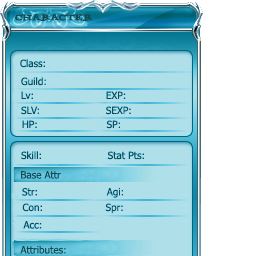 CHARACTER
Class:
Guild:
Lv: EXP:
SLV: SEXP:
HP: SP:
Skill: Stat Pts:
Base Attr
Str: Agi:
Con: Spr:
Acc:
Attributes: